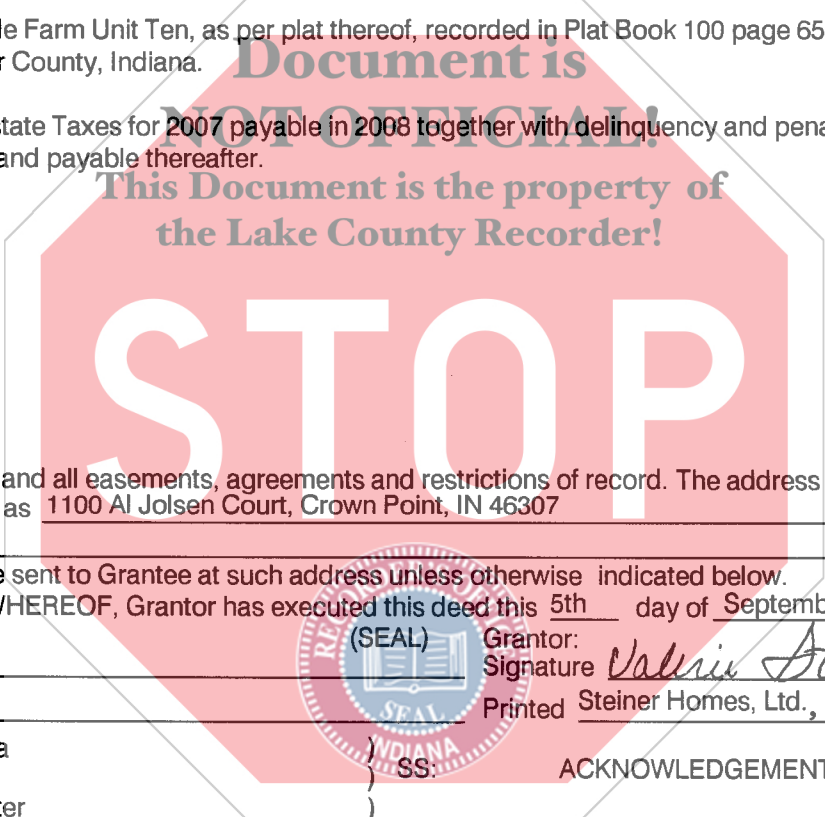 le Farm Unit Ten, as per plat thereof, recorded in Plat Book 100 page 65
County, Indiana.
Document is
state Taxes for 2007 payable in 2008 together with delinquency and pena
NOT OFFICIAL!
and payable thereafter.
This Document is the property of
the Lake County Recorder!
STOP
and all easements, agreements and restrictions of record. The address
as 1100 Al Jolsen Court, Crown Point, IN 46307
e sent to Grantee at such address unless otherwise indicated below.
WHEREOF, Grantor has executed this deed this 5th day of Septemb
(SEAL) Grantor:
Signature Valerie
Printed Steiner Homes, Ltd.,
SEAL
INDIANA
a )
) SS: ACKNOWLEDGEMENT
ter )